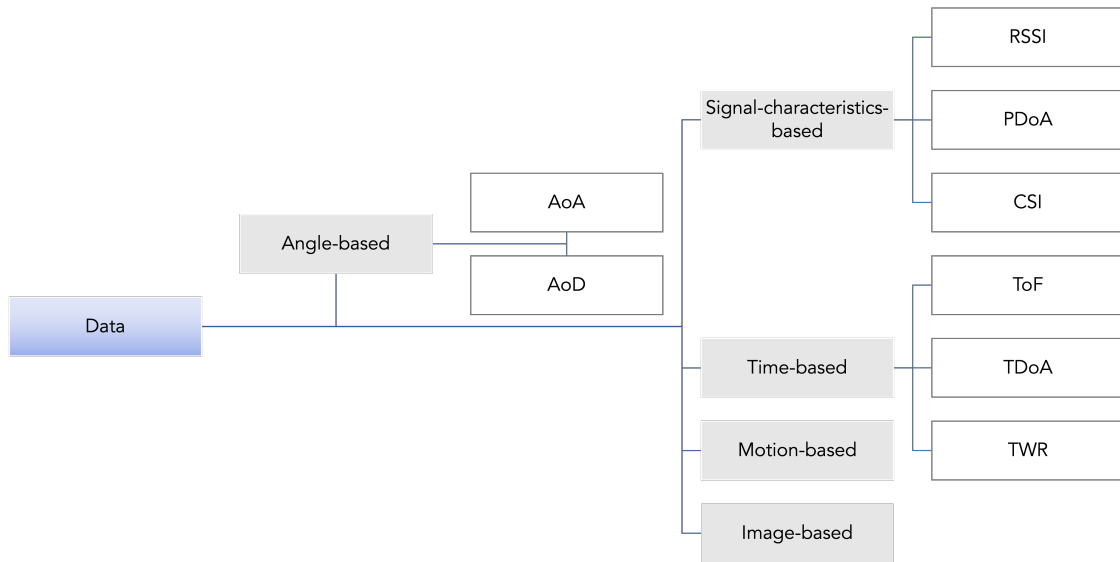 Data
Angle-based
AoA
AoD
Signal-characteristics-
based
RSSI
PDoA
CSI
Time-based
ToF
TDoA
TWR
Motion-based
Image-based